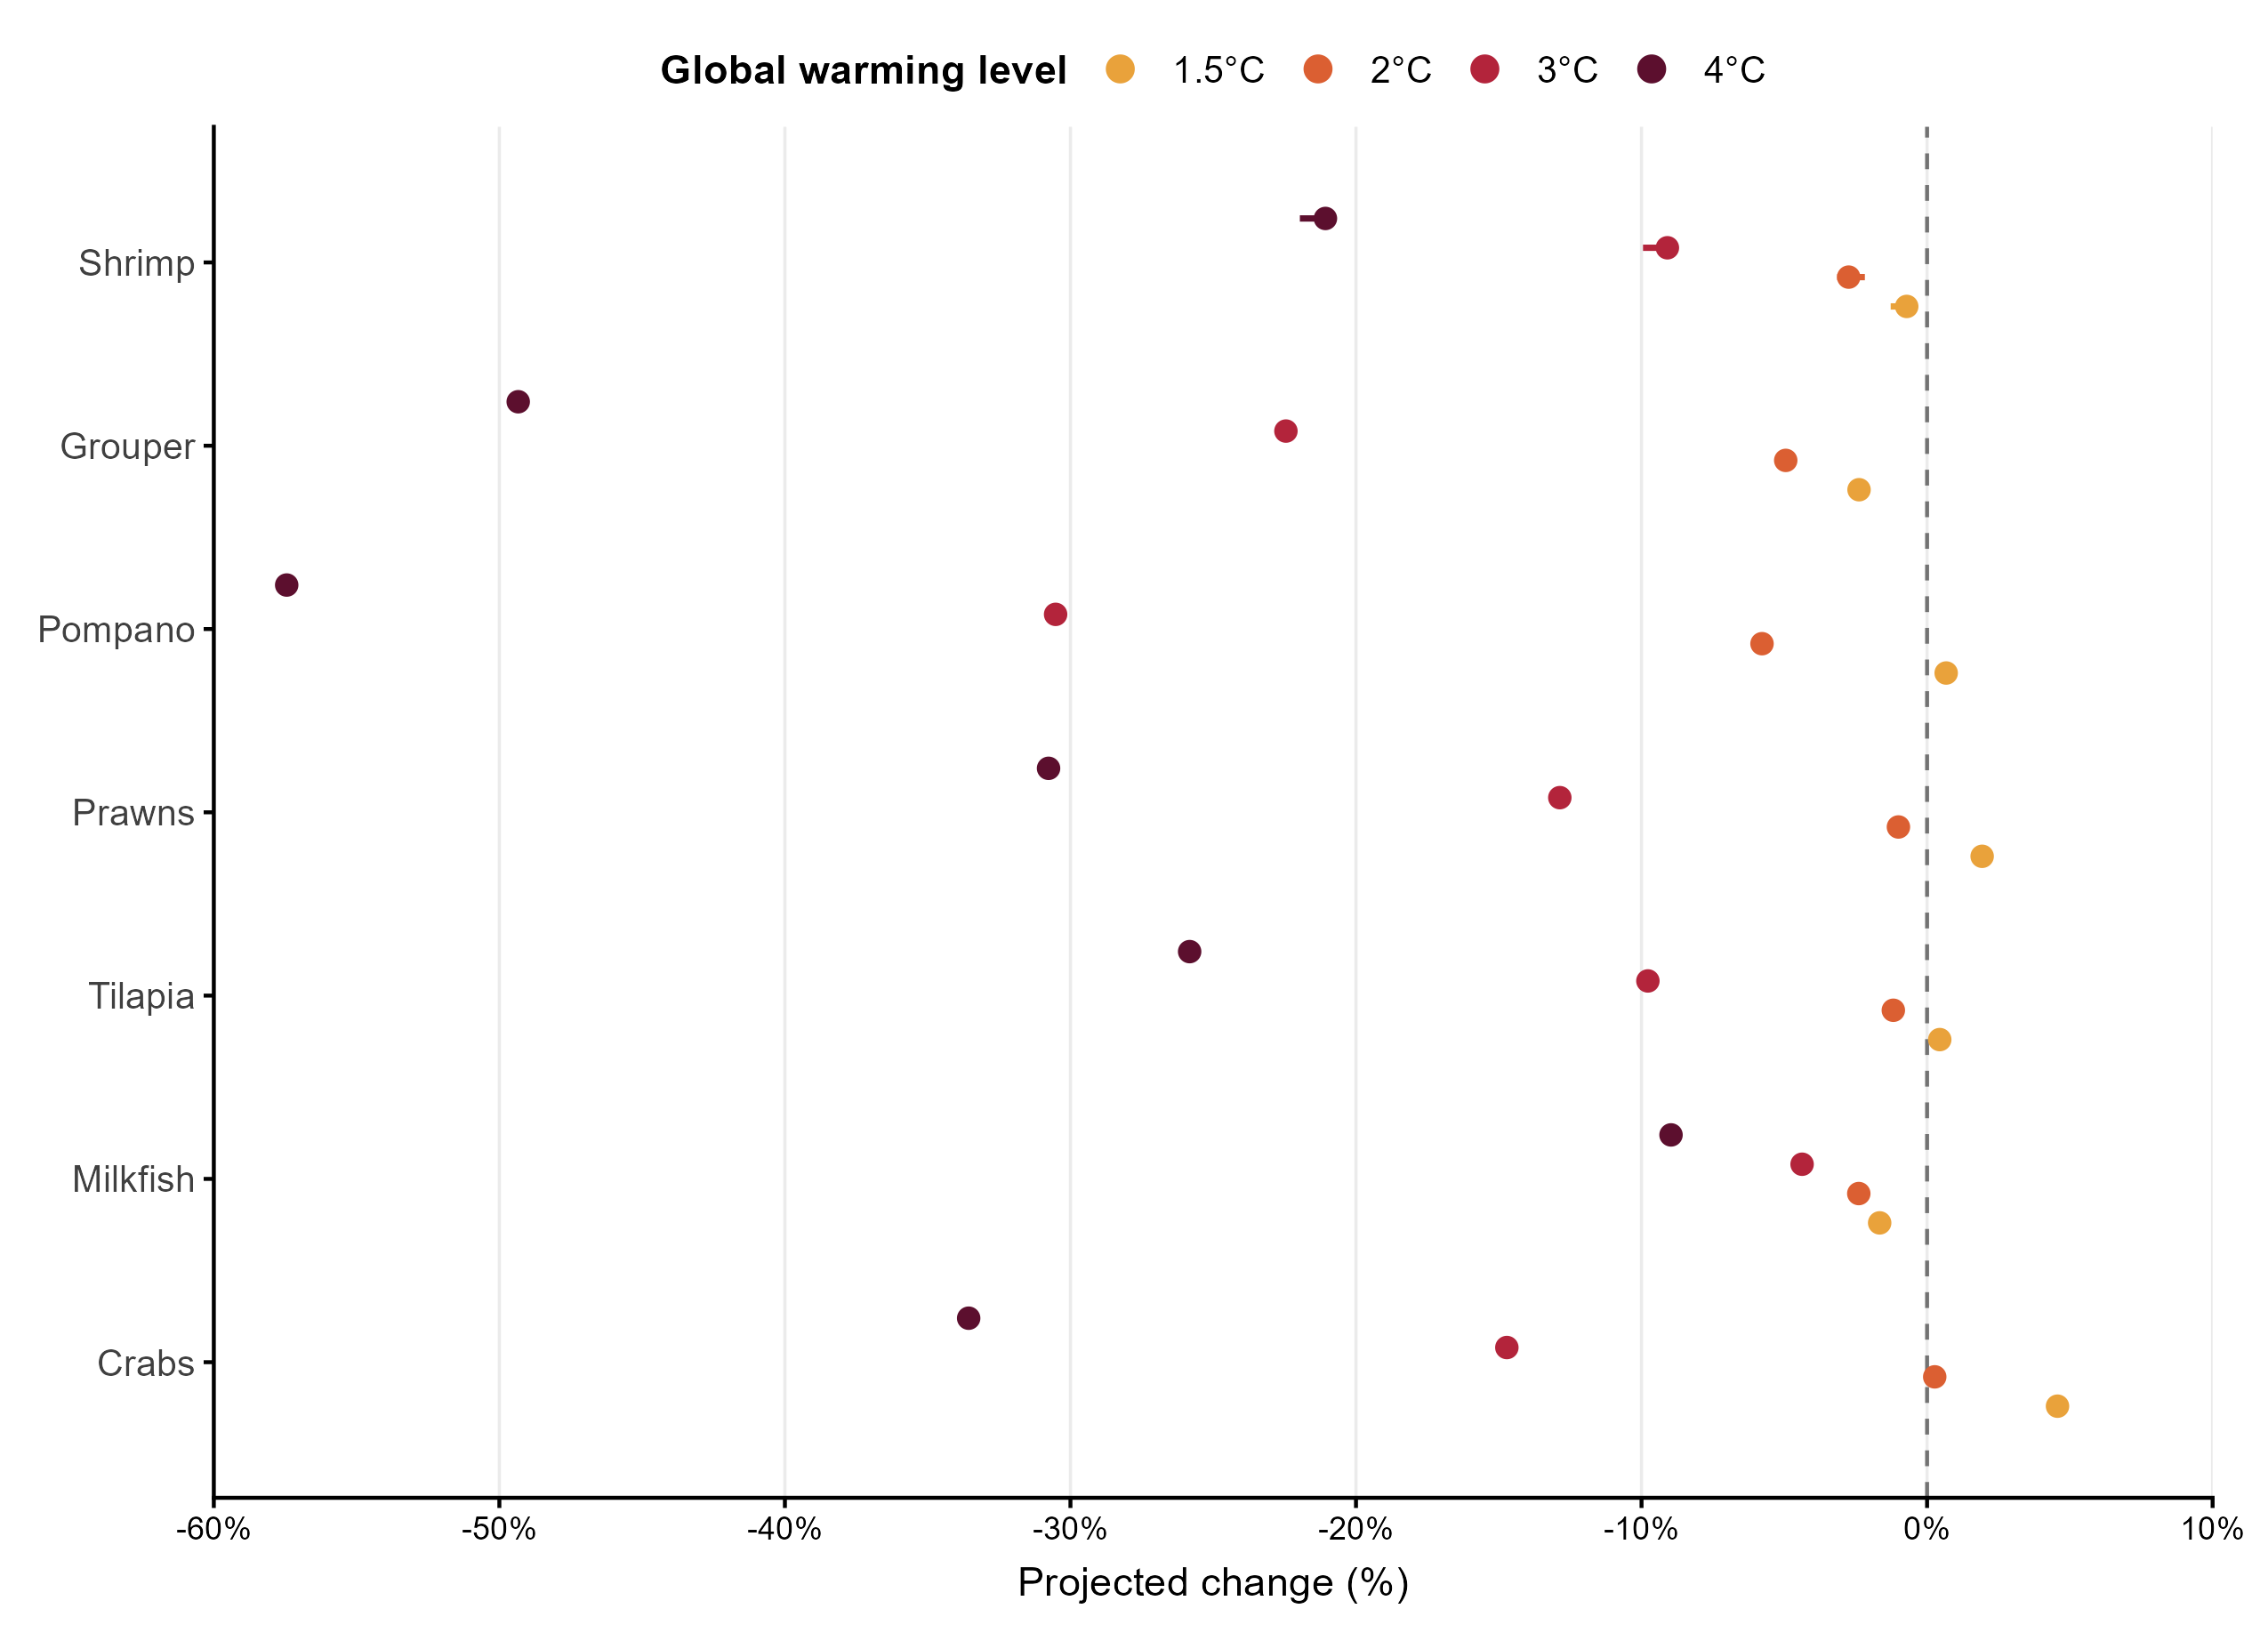 Global warming level 1.5°C 2°C 3°C 4°C
Shrimp
Grouper
Pompano
Prawns
Tilapia
Milkfish
Crabs
-60% -50% -40% -30% -20% -10% 0% 10%
Projected change (%)